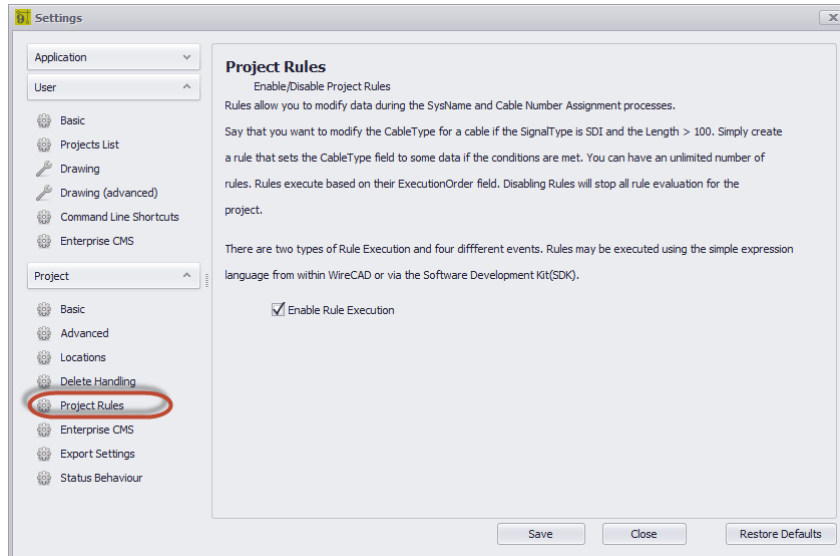 9
Settings
Application
User
Basic
Projects List
Drawing
Drawing (advanced)
Command Line Shortcuts
Enterprise CMS
Project
Basic
Advanced
Locations
Delete Handling
Project Rules
Enterprise CMS
Export Settings
Status Behaviour
Project Rules
Enable/Disable Project Rules
Rules allow you to modify data during the SysName and Cable Number Assignment processes.
Say that you want to modify the CableType for a cable if the SignalType is SDI and the Length > 100. Simply create
a rule that sets the CableType field to some data if the conditions are met. You can have an unlimited number of
rules. Rules execute based on their ExecutionOrder field. Disabling Rules will stop all rule evaluation for the
project.
There are two types of Rule Execution and four diffferent events. Rules may be executed using the simple expression
language from within WireCAD or via the Software Development Kit(SDK).
Enable Rule Execution
Save
Close
Restore Defaults